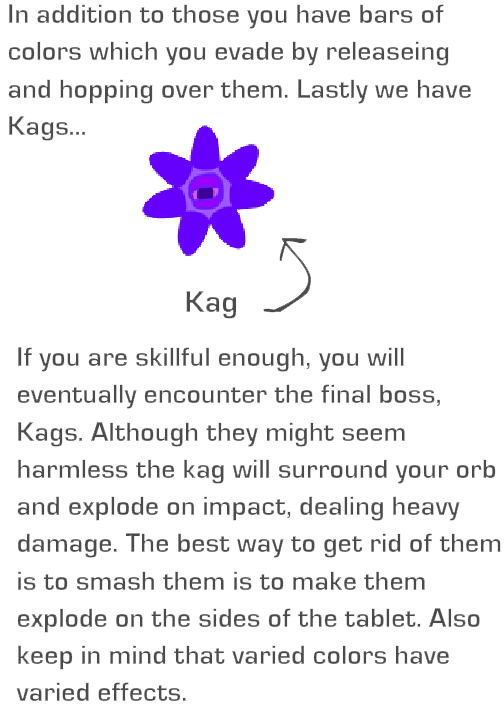 In addition to those you have bars of
colors which you evade by releaseing
and hopping over them. Lastly we have
Kags...
Kag
If you are skillful enough, you will
eventually encounter the final boss,
Kags. Although they might seem
harmless the kag will surround your orb
and explode on impact, dealing heavy
damage. The best way to get rid of them
is to smash them is to make them
explode on the sides of the tablet. Also
keep in mind that varied colors have
varied effects.